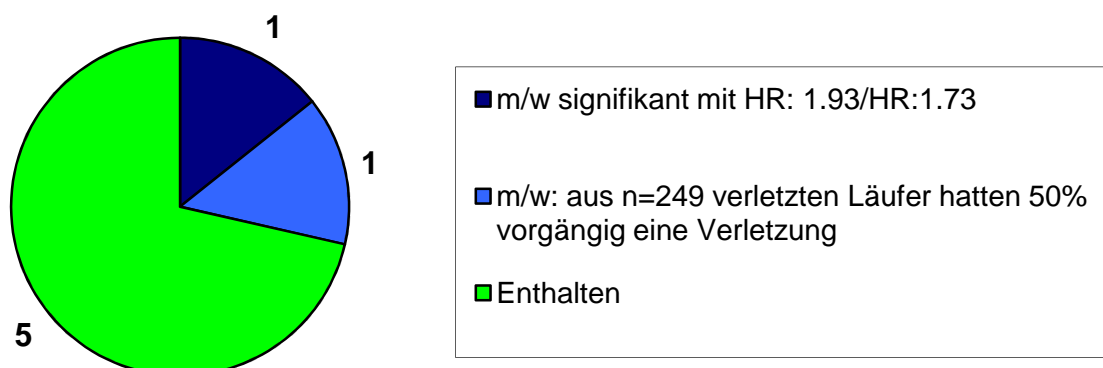 1
1
5
m/w signifikant mit HR: 1.93/HR:1.73
m/w: aus n=249 verletzten Läufer hatten 50%
vorgängig eine Verletzung
Enthalten